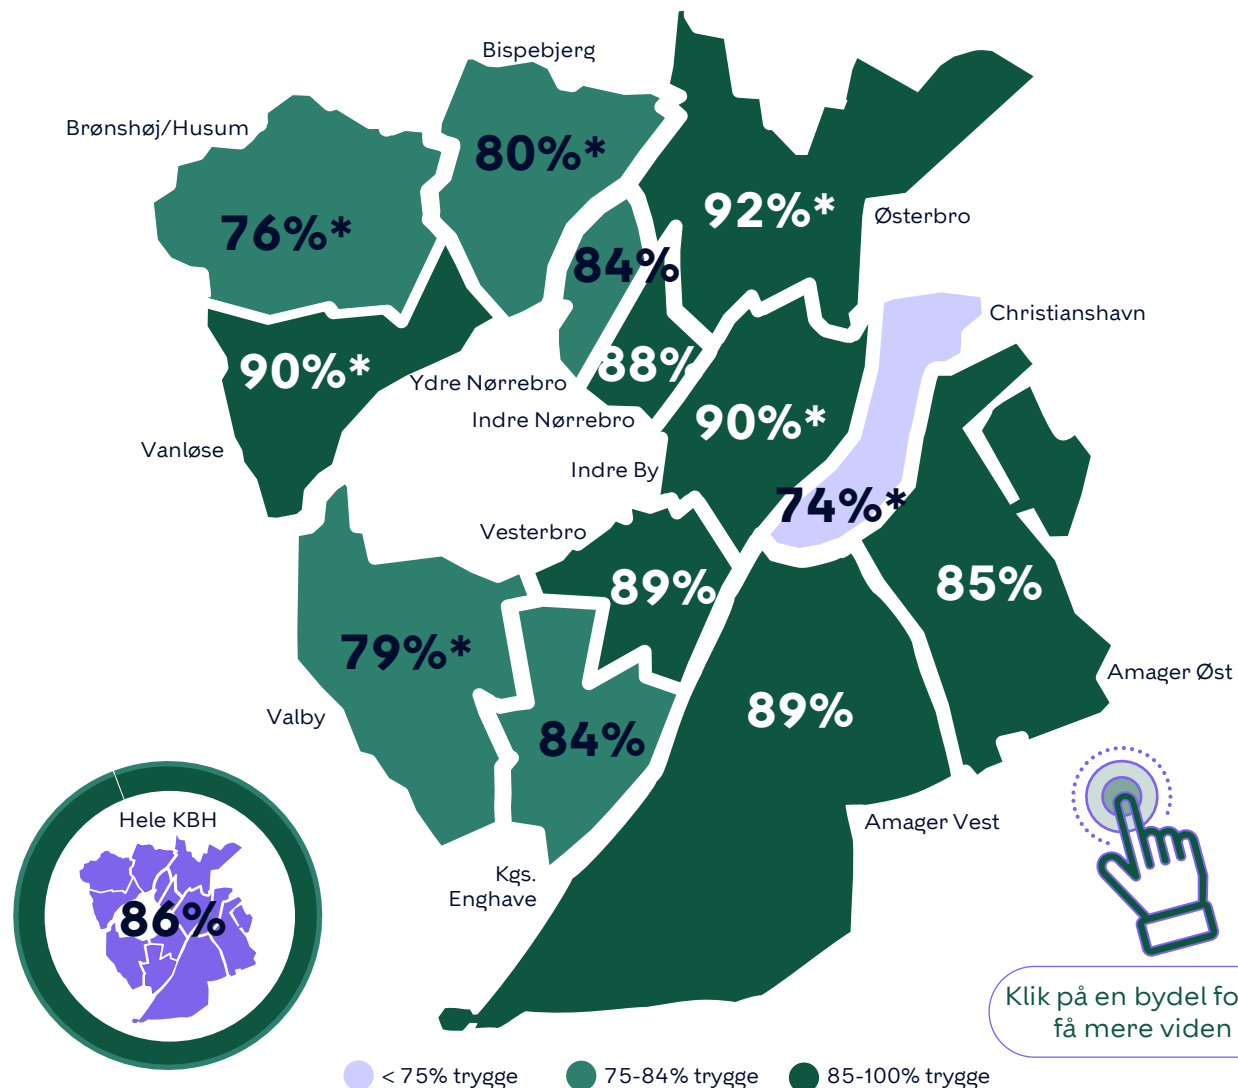 Bispebjerg
Brønshøj/Husum
80%*
92%*
Østerbro
76%*
84%
Christianshavn
90%*
88%
Ydre Nørrebro
Indre Nørrebro
90%*
Vanløse
Indre By
74%*
Vesterbro
89%
85%
79%*
Amager Øst
Valby
84%
89%
Hele KBH
86%
Amager Vest
Kgs.
Enghave
Klik på en bydel fo
få mere viden
< 75% trygge
75-84% trygge
85-100% trygge